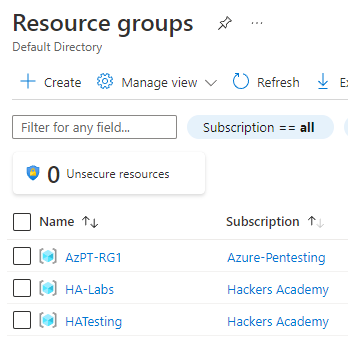 Resource groups
Default Directory
Create Manage view Refresh
Filter for any field... Subscription == all
0 Unsecure resources
Name Subscription
AzPT-RG1 Azure-Pentesting
HA-Labs Hackers Academy
HATesting Hackers Academy